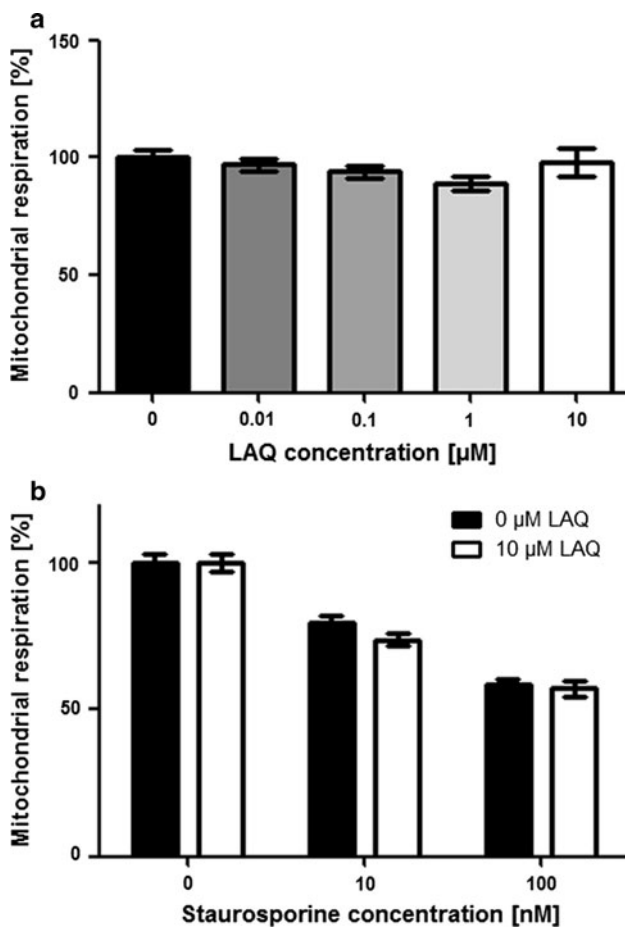 a
Mitochondrial respiration [%]
150
100
50
0
0 0.01 0.1 1 10
LAQ concentration [µM]
b
Mitochondrial respiration [%]
0 µM LAQ
10 µM LAQ
100
50
0
0 10 100
Staurosporine concentration [nM]